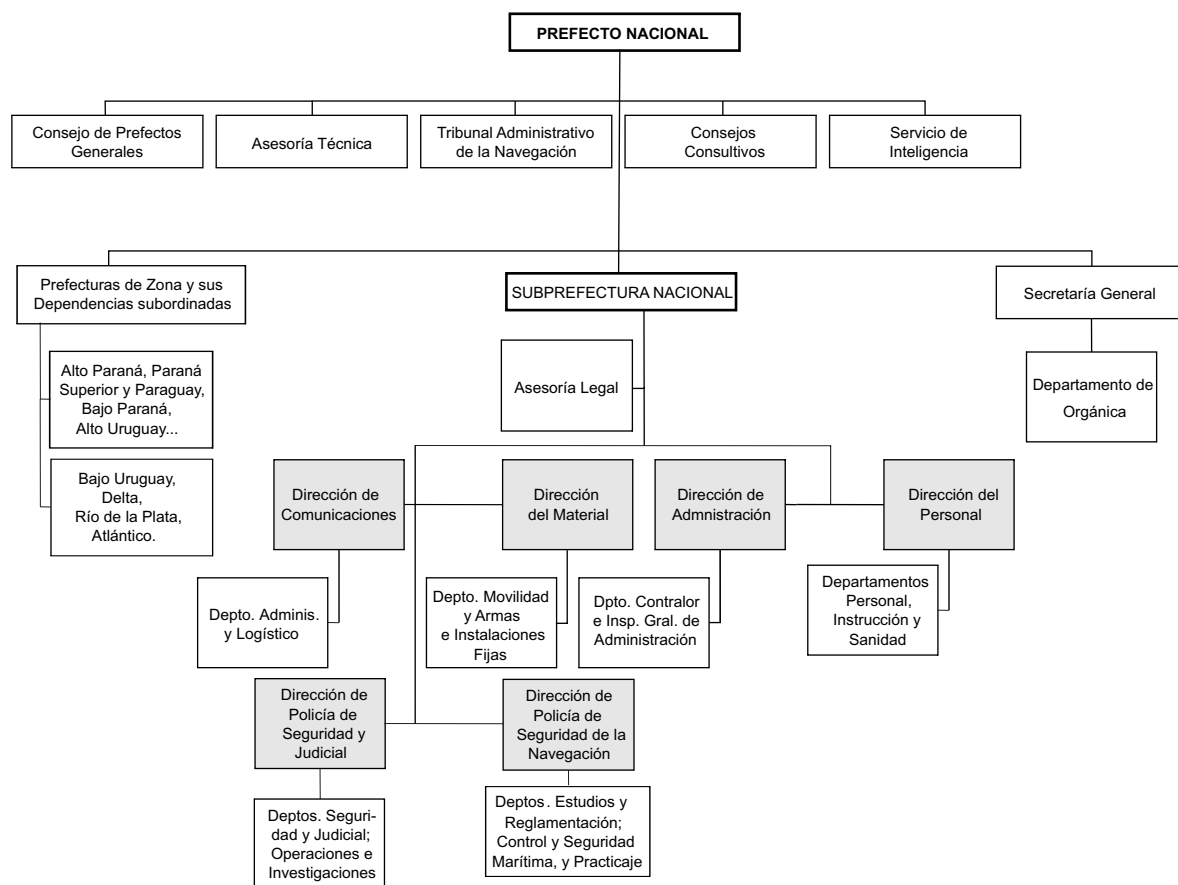 PREFECTO NACIONAL
Consejo de Prefectos
Generales
Asesoría Técnica
Tribunal Administrativo
de la Navegación
Consejos
Consultivos
Servicio de
Inteligencia
Prefecturas de Zona y sus
Dependencias subordinadas
SUBPREFECTURA NACIONAL
Secretaría General
Alto Paraná, Paraná
Superior y Paraguay,
Bajo Paraná,
Alto Uruguay...
Asesoría Legal
Departamento de
Orgánica
Bajo Uruguay,
Delta,
Río de la Plata,
Atlántico.
Dirección de
Comunicaciones
Dirección
del Material
Dirección de
Admnistración
Dirección del
Personal
Depto. Adminis.
y Logístico
Depto. Movilidad
y Armas
e Instalaciones
Fijas
Dpto. Contralor
e Insp. Gral. de
Administración
Departamentos
Personal,
Instrucción y
Sanidad
Dirección de
Policía de
Seguridad y
Judicial
Dirección de
Policía de
Seguridad de la
Navegación
Deptos. Seguri-
dad y Judicial;
Operaciones e
Investigaciones
Deptos. Estudios y
Reglamentación;
Control y Seguridad
Marítima, y Practicaje